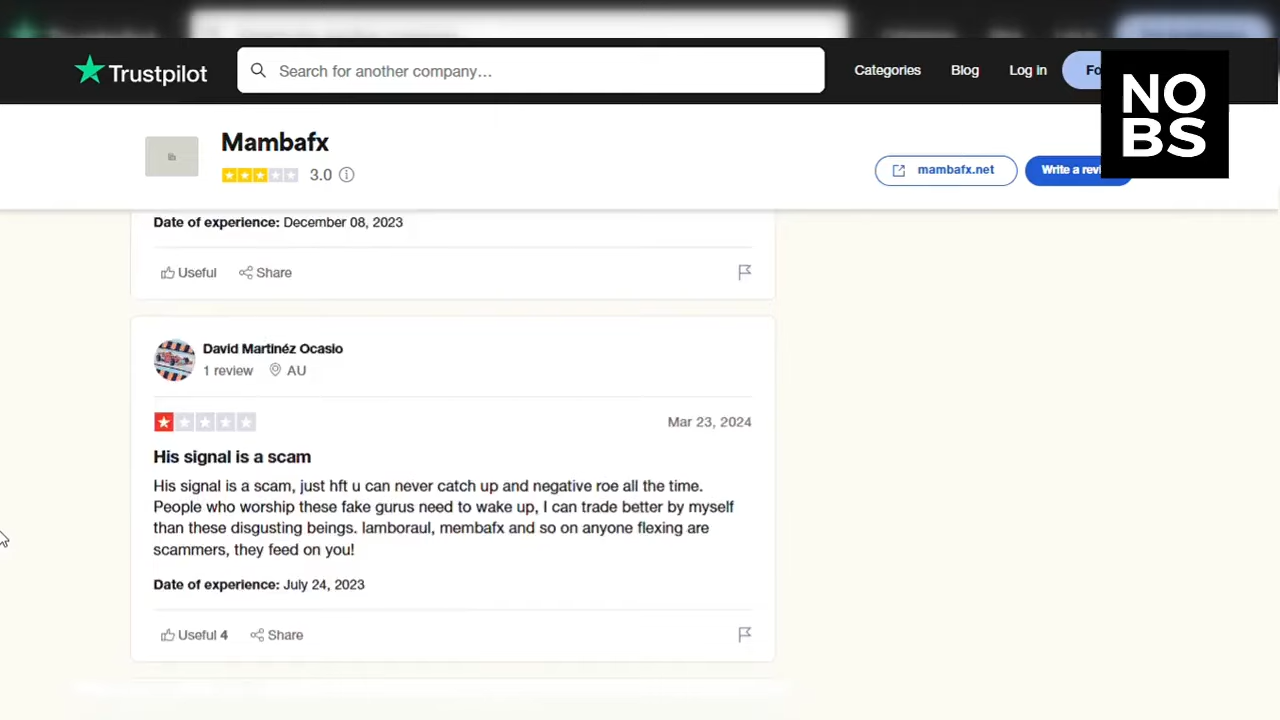 Trustpilot
Search for another company…
Categories
Blog
Log in
Fo
NO
BS
Mambafx
3.0
mambafx.net
Write a revi
Date of experience: December 08, 2023
Useful
Share
David Martinéz Ocasio
1 review
AU
Mar 23, 2024
His signal is a scam
His signal is a scam, just hft u can never catch up and negative roe all the time.
People who worship these fake gurus need to wake up, I can trade better by myself
than these disgusting beings. lamboraul, membafx and so on anyone flexing are
scammers, they feed on you!
Date of experience: July 24, 2023
Useful 4
Share